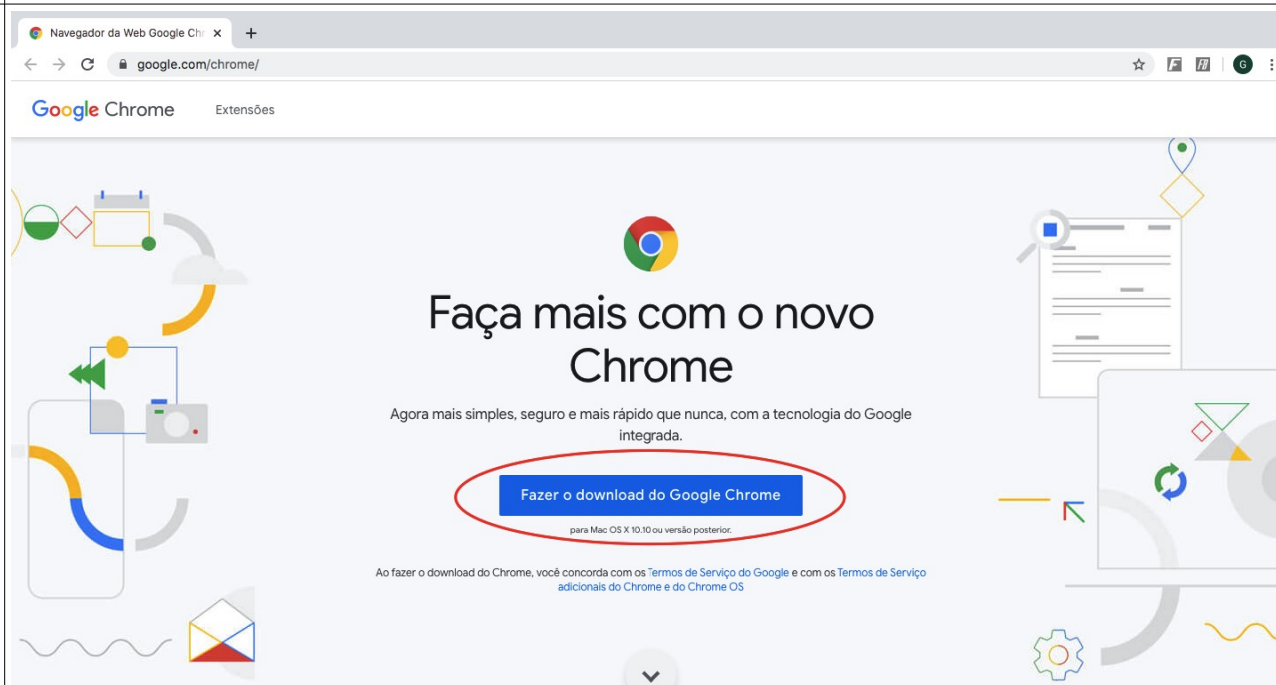 Navegador da Web Google Chr
google.com/chrome/
G
Google Chrome Extensões
Faça mais com o novo
Chrome
Agora mais simples, seguro e mais rápido que nunca, com a tecnologia do Google
integrada.
Fazer o download do Google Chrome
para Mac OS X 10.10 ou versão posterior.
Ao fazer o download do Chrome, você concorda com os Termos de Serviço do Google e com os Termos de Serviço
adicionais do Chrome e do Chrome OS